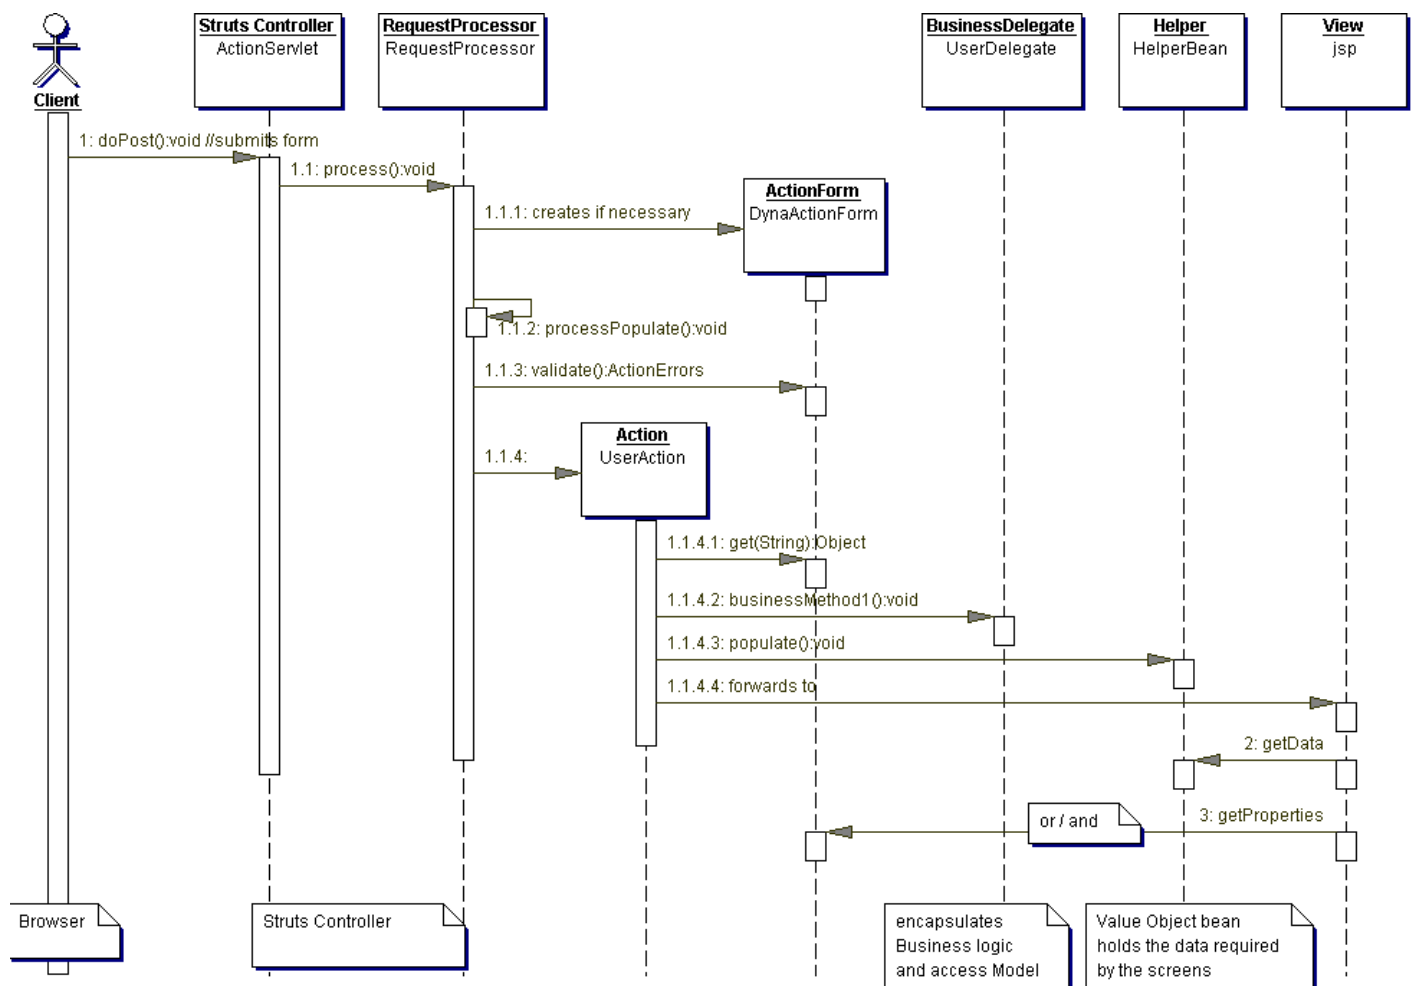 Struts Controller
ActionServlet
RequestProcessor
RequestProcessor
BusinessDelegate
UserDelegate
Helper
HelperBean
View
jsp
Client
1: doPost():void //submits form
1.1: process():void
ActionForm
DynaActionForm
1.1.1: creates if necessary
1.1.2: processPopulate():void
1.1.3: validate():ActionErrors
Action
UserAction
1.1.4:
1.1.4.1: get(String):Object
1.1.4.2: businessMethod1():void
1.1.4.3: populate():void
1.1.4.4: forwards to
2: getData
or / and
3: getProperties
Browser
Struts Controller
encapsulates
Business logic
and access Model
Value Object bean
holds the data required
by the screens